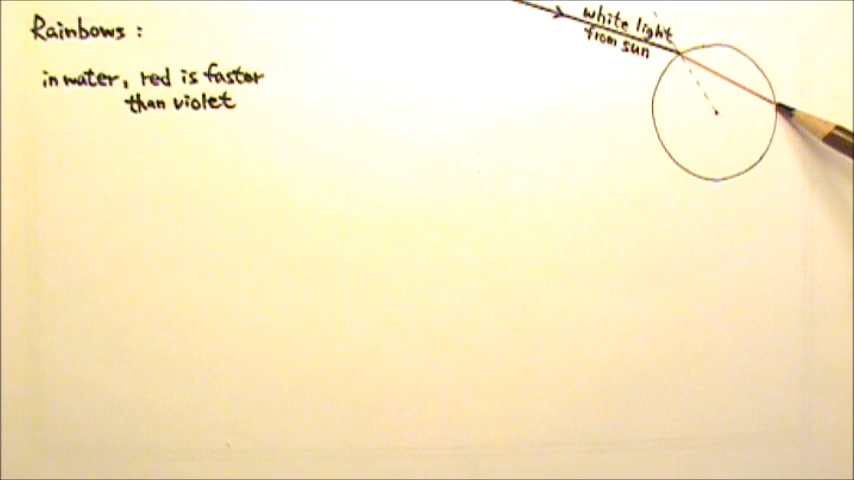 Rainbows :
in water, red is faster
than violet
white light
from sun